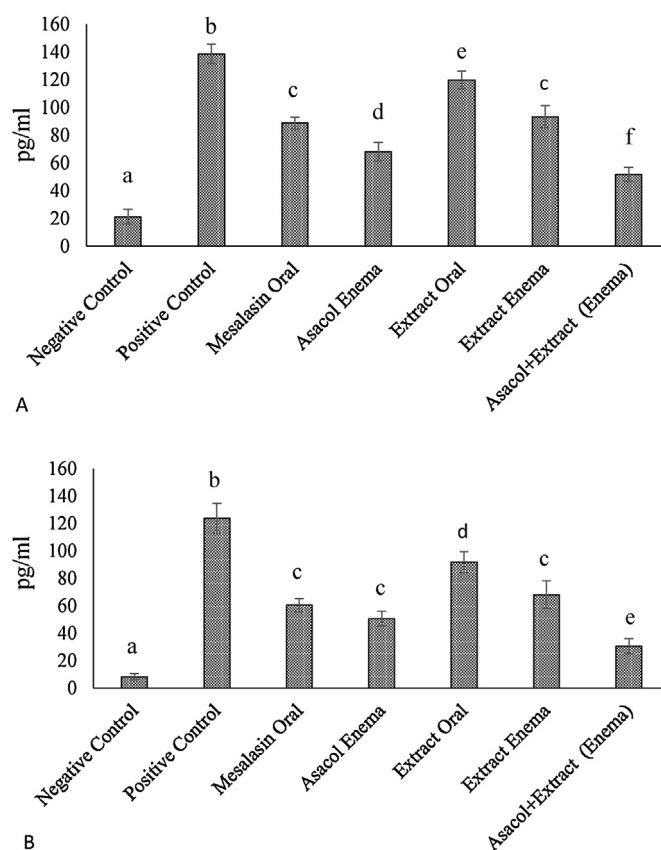 160
140
120
100
80
60
40
20
0
pg/ml
a
b
c
d
e
c
f
Negative Control
Positive Control
Mesalasin Oral
Asacol Enema
Extract Oral
Extract Enema
Asacol+Extract (Enema)
A
160
140
120
100
80
60
40
20
0
pg/ml
a
b
c
c
d
c
e
Negative Control
Positive Control
Mesalasin Oral
Asacol Enema
Extract Oral
Extract Enema
Asacol+Extract (Enema)
B